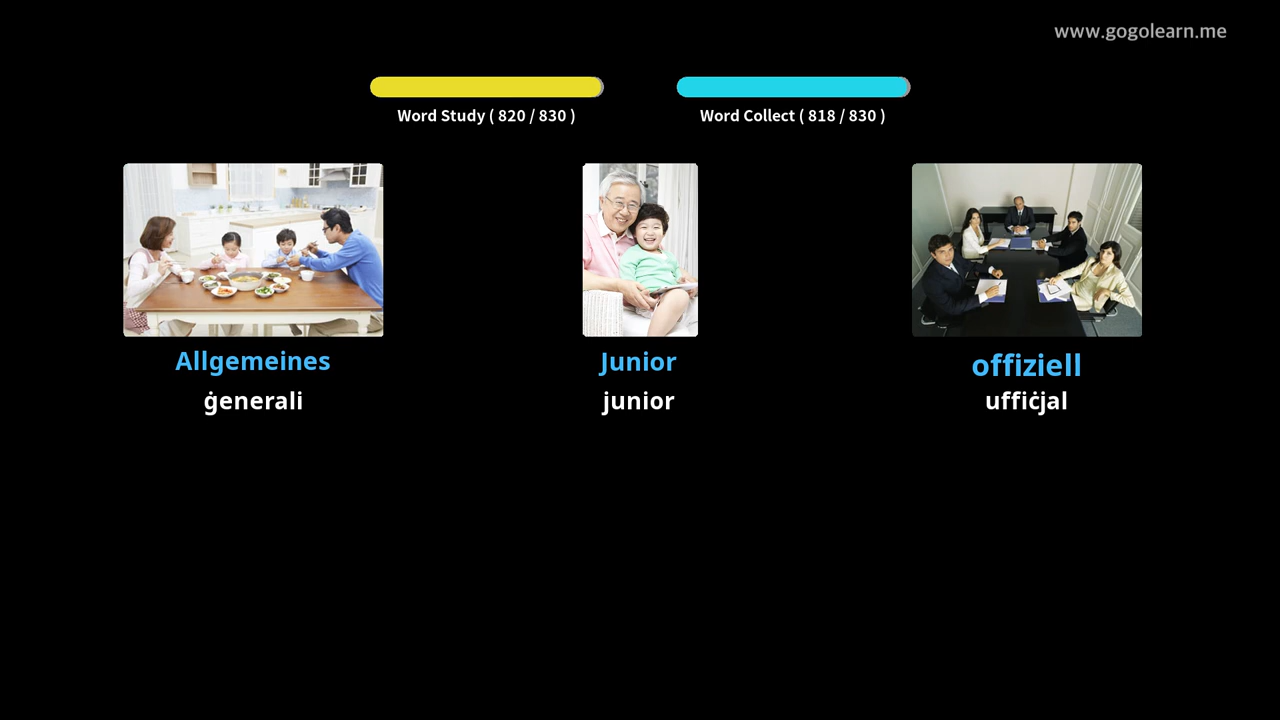 www.gogolearn.me
Word Study ( 820 / 830 )
Word Collect ( 818 / 830 )
Allgemeines
Junior
offiziell
ġenerali
junior
uffiċjal